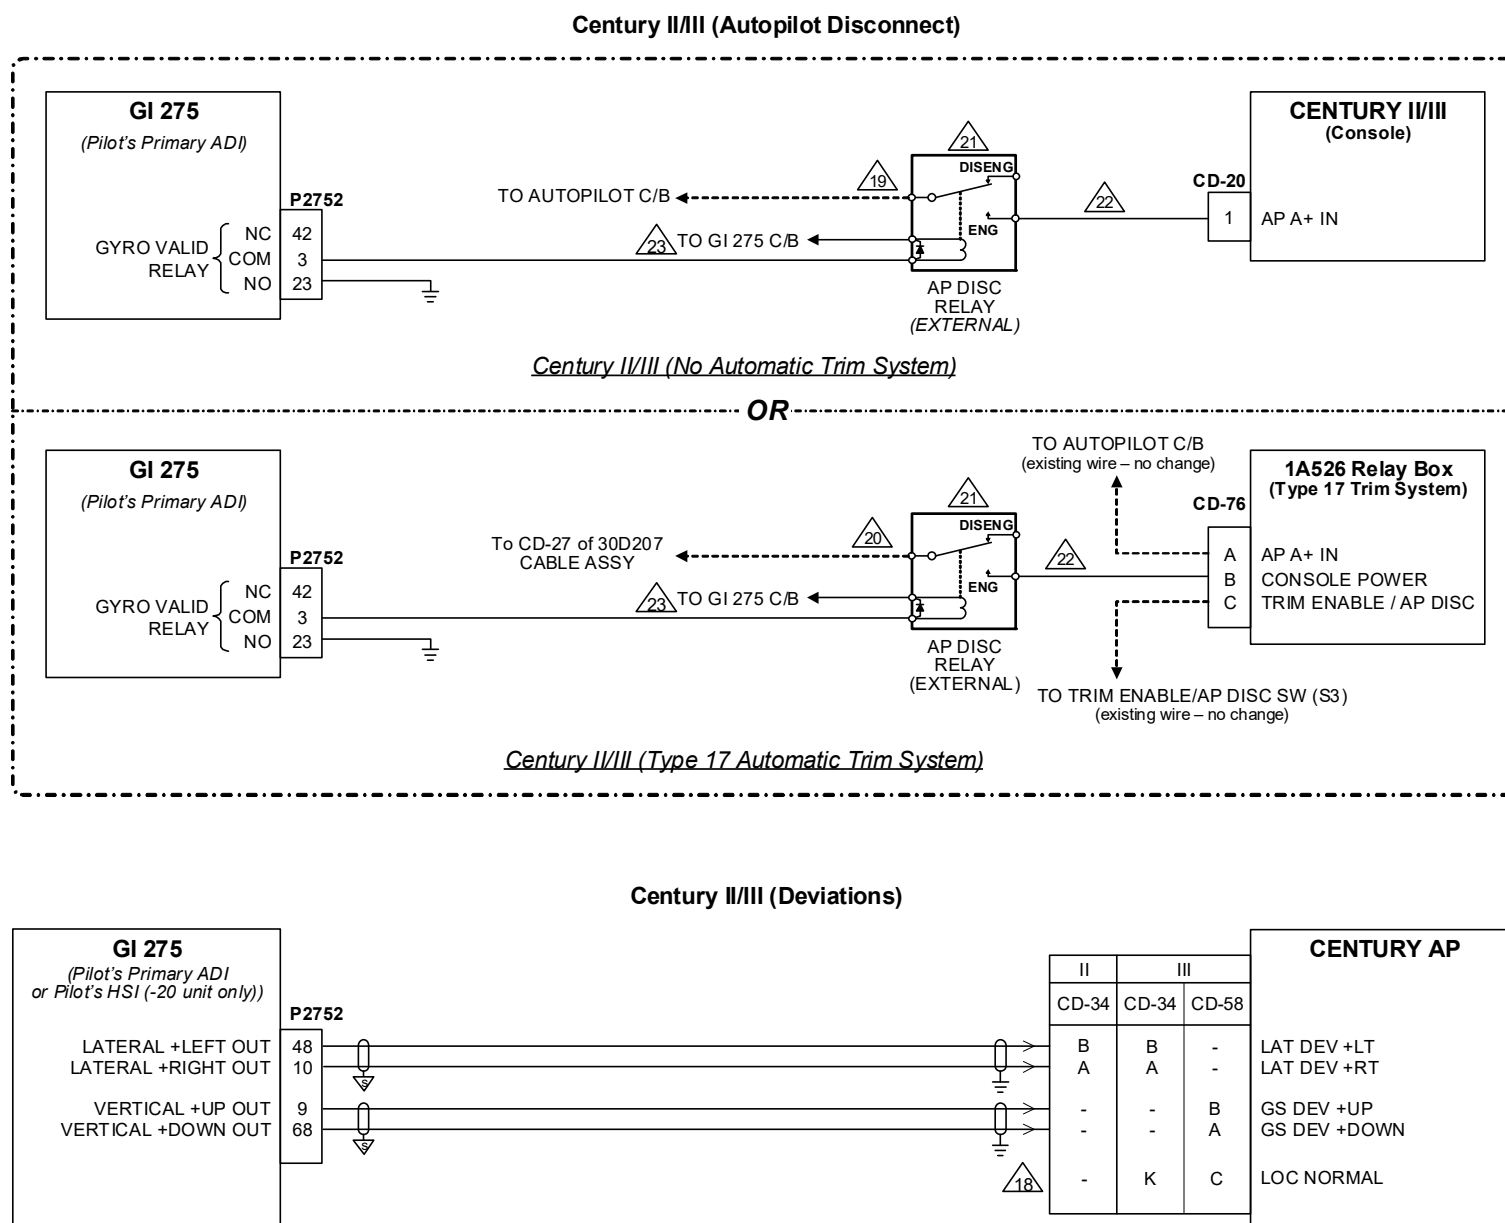 Century II/III (Autopilot Disconnect)
GI 275
(Pilot's Primary ADI)
P2752
GYRO VALID
RELAY
NC 42
COM 3
NO 23
TO AUTOPILOT C/B
19
23 TO GI 275 C/B
21
DISENG
ENG
AP DISC
RELAY
(EXTERNAL)
22
CENTURY II/III
(Console)
CD-20
1 AP A+ IN
Century II/III (No Automatic Trim System)
OR
GI 275
(Pilot's Primary ADI)
P2752
GYRO VALID
RELAY
NC 42
COM 3
NO 23
To CD-27 of 30D207
CABLE ASSY
20
23 TO GI 275 C/B
21
DISENG
ENG
AP DISC
RELAY
(EXTERNAL)
22
TO AUTOPILOT C/B
(existing wire – no change)
1A526 Relay Box
(Type 17 Trim System)
CD-76
A AP A+ IN
B CONSOLE POWER
C TRIM ENABLE / AP DISC
TO TRIM ENABLE/AP DISC SW (S3)
(existing wire – no change)
Century II/III (Type 17 Automatic Trim System)
Century II/III (Deviations)
GI 275
(Pilot's Primary ADI
or Pilot's HSI (-20 unit only))
P2752
LATERAL +LEFT OUT 48
LATERAL +RIGHT OUT 10
VERTICAL +UP OUT 9
VERTICAL +DOWN OUT 68
S
S
CENTURY AP
II III
CD-34 CD-34 CD-58
B B - LAT DEV +LT
A A - LAT DEV +RT
- - B GS DEV +UP
- - A GS DEV +DOWN
18 - K C LOC NORMAL